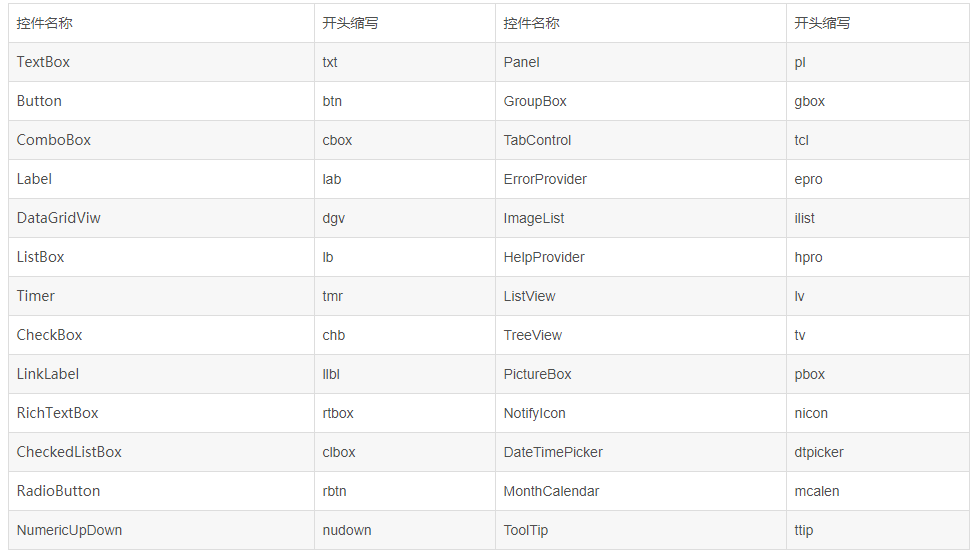 控件名称 开头缩写 控件名称 开头缩写
TextBox txt Panel pl
Button btn GroupBox gbox
ComboBox cbox TabControl tcl
Label lab ErrorProvider epro
DataGridViw dgv ImageList ilist
ListBox lb HelpProvider hpro
Timer tmr ListView lv
CheckBox chb TreeView tv
LinkLabel llbl PictureBox pbox
RichTextBox rtbox NotifyIcon nicon
CheckedListBox clbox DateTimePicker dtpicker
RadioButton rbtn MonthCalendar mcalen
NumericUpDown nudown ToolTip ttip